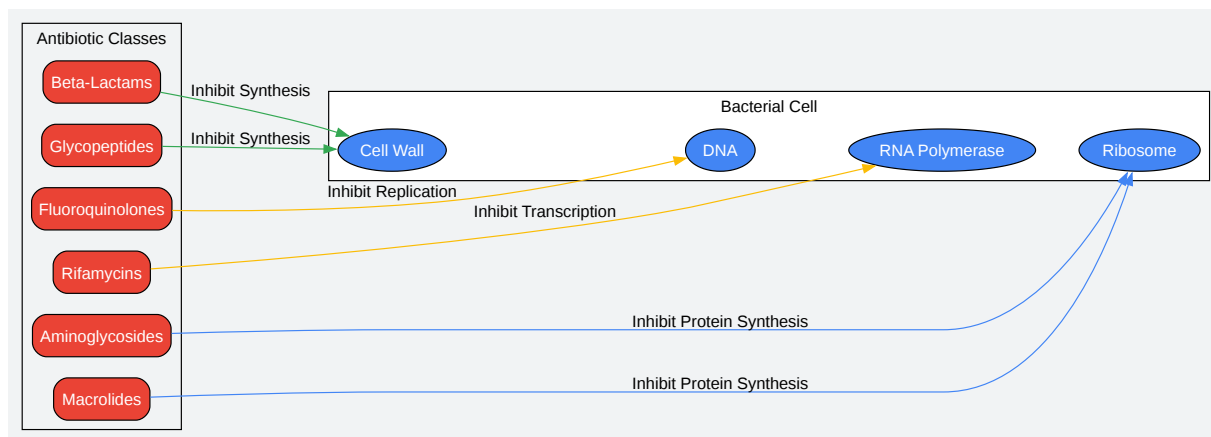 Antibiotic Classes
Beta-Lactams
Glycopeptides
Fluoroquinolones
Rifamycins
Aminoglycosides
Macrolides
Inhibit Synthesis
Inhibit Synthesis
Inhibit Replication
Inhibit Transcription
Inhibit Protein Synthesis
Inhibit Protein Synthesis
Bacterial Cell
Cell Wall
DNA
RNA Polymerase
Ribosome